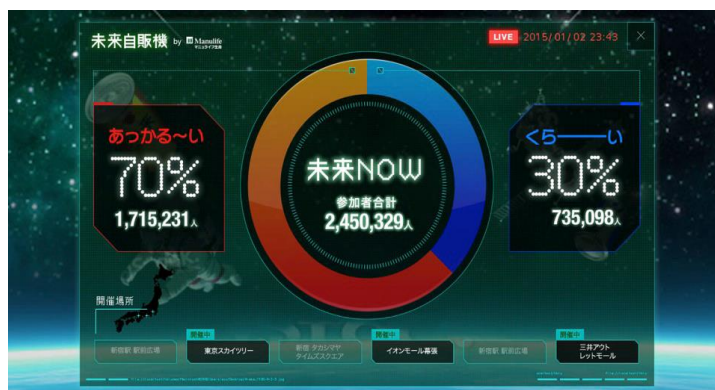 未来自販機 by Manulife
マニュライフ生命
LIVE 2015/01/02 23:43
あっかる〜い
70%
1,715,231人
未来NOW
参加者合計
2,450,329人
くら――い
30%
735,098人
開催場所
新宿駅 駅前広場
開催中
東京スカイツリー
新宿 タカシマヤ
タイムズスクエア
開催中
イオンモール幕張
新宿駅 駅前広場
開催中
三井アウト
レットモール